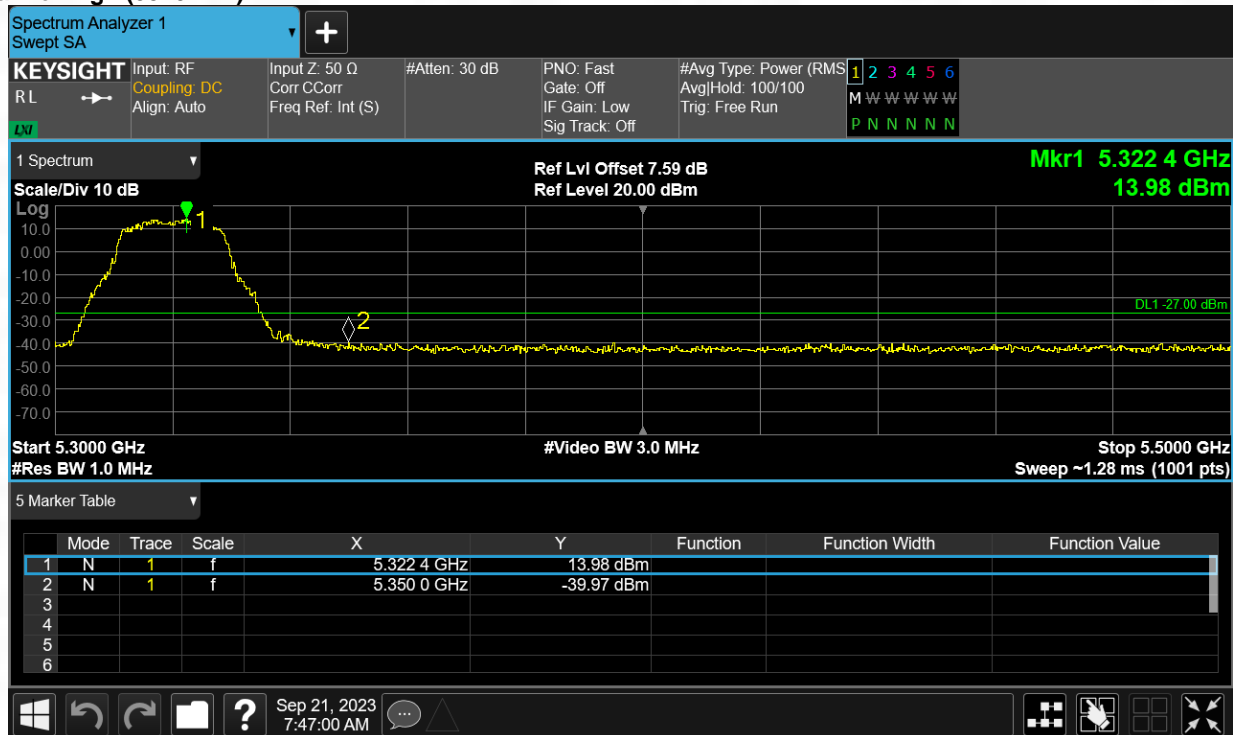 Spectrum Analyzer 1
Swept SA
KEYSIGHT
R L
LXI
Input: RF
Coupling: DC
Align: Auto
Input Z: 50 Ω
Corr CCorr
Freq Ref: Int (S)
#Atten: 30 dB
PNO: Fast
Gate: Off
IF Gain: Low
Sig Track: Off
#Avg Type: Power (RMS
Avg|Hold: 100/100
Trig: Free Run
1 2 3 4 5 6
M W W W W W
P N N N N N
1 Spectrum
Scale/Div 10 dB
Ref Lvl Offset 7.59 dB
Ref Level 20.00 dBm
Mkr1 5.322 4 GHz
13.98 dBm
Log
10.0
0.00
-10.0
-20.0
-30.0
-40.0
-50.0
-60.0
-70.0
1
2
DL1 -27.00 dBm
Start 5.3000 GHz
#Res BW 1.0 MHz
#Video BW 3.0 MHz
Stop 5.5000 GHz
Sweep ~1.28 ms (1001 pts)
5 Marker Table
Mode Trace Scale X Y Function Function Width Function Value
1 N 1 f 5.322 4 GHz 13.98 dBm
2 N 1 f 5.350 0 GHz -39.97 dBm
3
4
5
6
?
Sep 21, 2023
7:47:00 AM